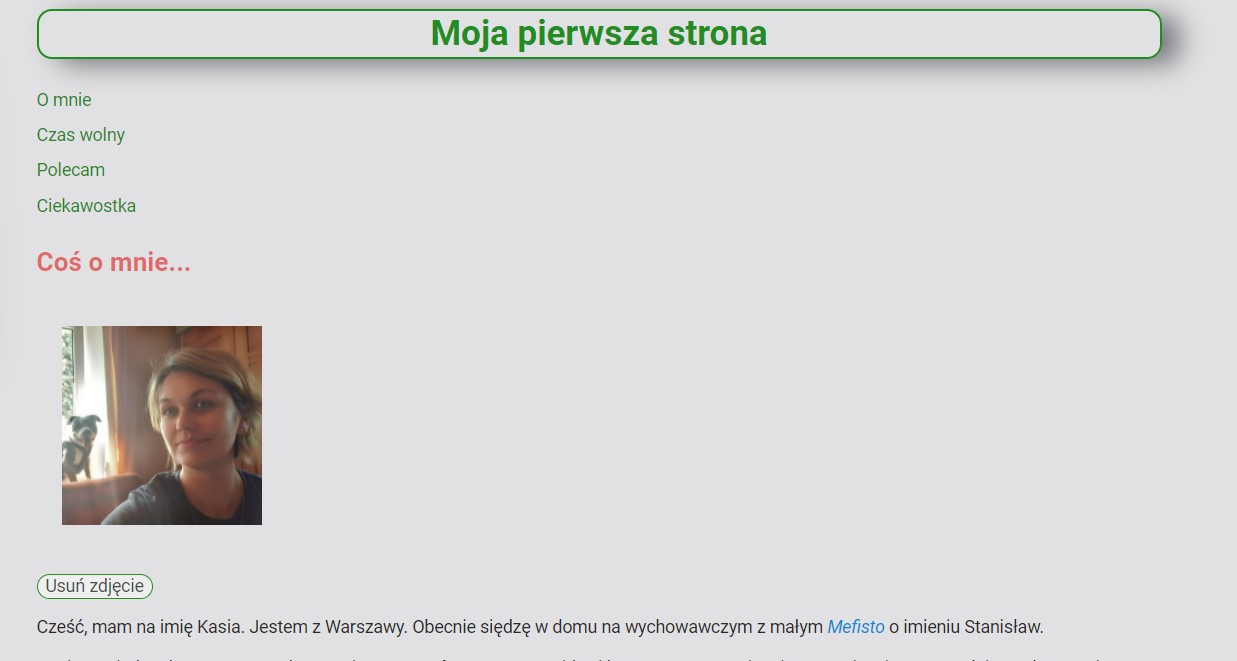 Moja pierwsza strona
O mnie
Czas wolny
Polecam
Ciekawostka
Coś o mnie...
Usuń zdjęcie
Cześć, mam na imię Kasia. Jestem z Warszawy. Obecnie siędzę w domu na wychowawczym z małym Mefisto o imieniu Stanisław.